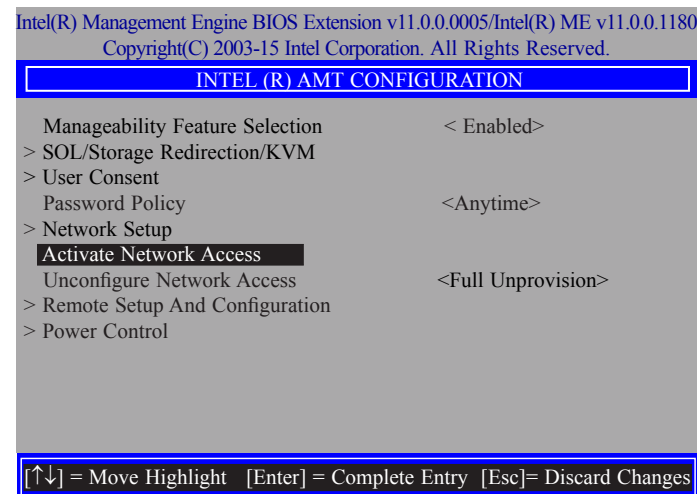 Intel(R) Management Engine BIOS Extension v11.0.0.0005/Intel(R) ME v11.0.0.1180
Copyright(C) 2003-15 Intel Corporation. All Rights Reserved.
INTEL (R) AMT CONFIGURATION
Manageability Feature Selection < Enabled>
> SOL/Storage Redirection/KVM
> User Consent
Password Policy <Anytime>
> Network Setup
Activate Network Access
Unconfigure Network Access <Full Unprovision>
> Remote Setup And Configuration
> Power Control
[↑↓] = Move Highlight [Enter] = Complete Entry [Esc]= Discard Changes